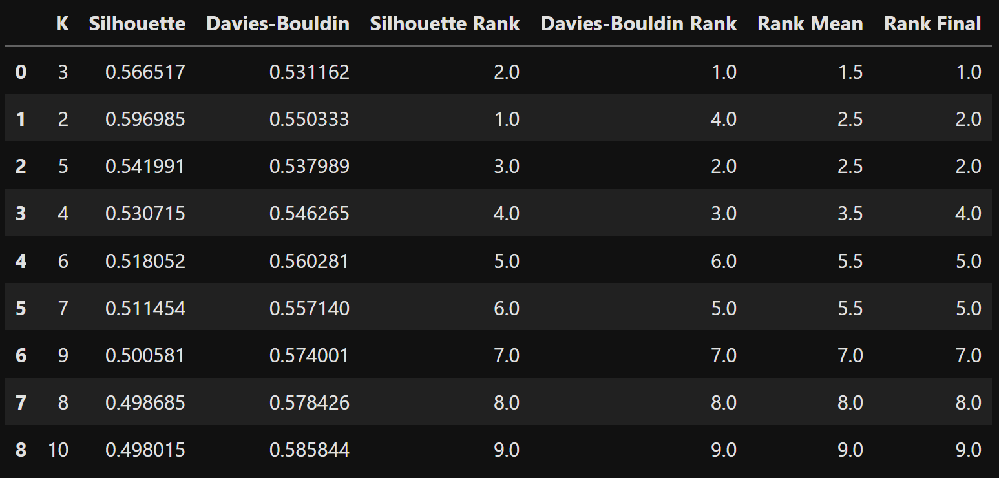 K Silhouette Davies-Bouldin Silhouette Rank Davies-Bouldin Rank Rank Mean Rank Final
0 3 0.566517 0.531162 2.0 1.0 1.5 1.0
1 2 0.596985 0.550333 1.0 4.0 2.5 2.0
2 5 0.541991 0.537989 3.0 2.0 2.5 2.0
3 4 0.530715 0.546265 4.0 3.0 3.5 4.0
4 6 0.518052 0.560281 5.0 6.0 5.5 5.0
5 7 0.511454 0.557140 6.0 5.0 5.5 5.0
6 9 0.500581 0.574001 7.0 7.0 7.0 7.0
7 8 0.498685 0.578426 8.0 8.0 8.0 8.0
8 10 0.498015 0.585844 9.0 9.0 9.0 9.0